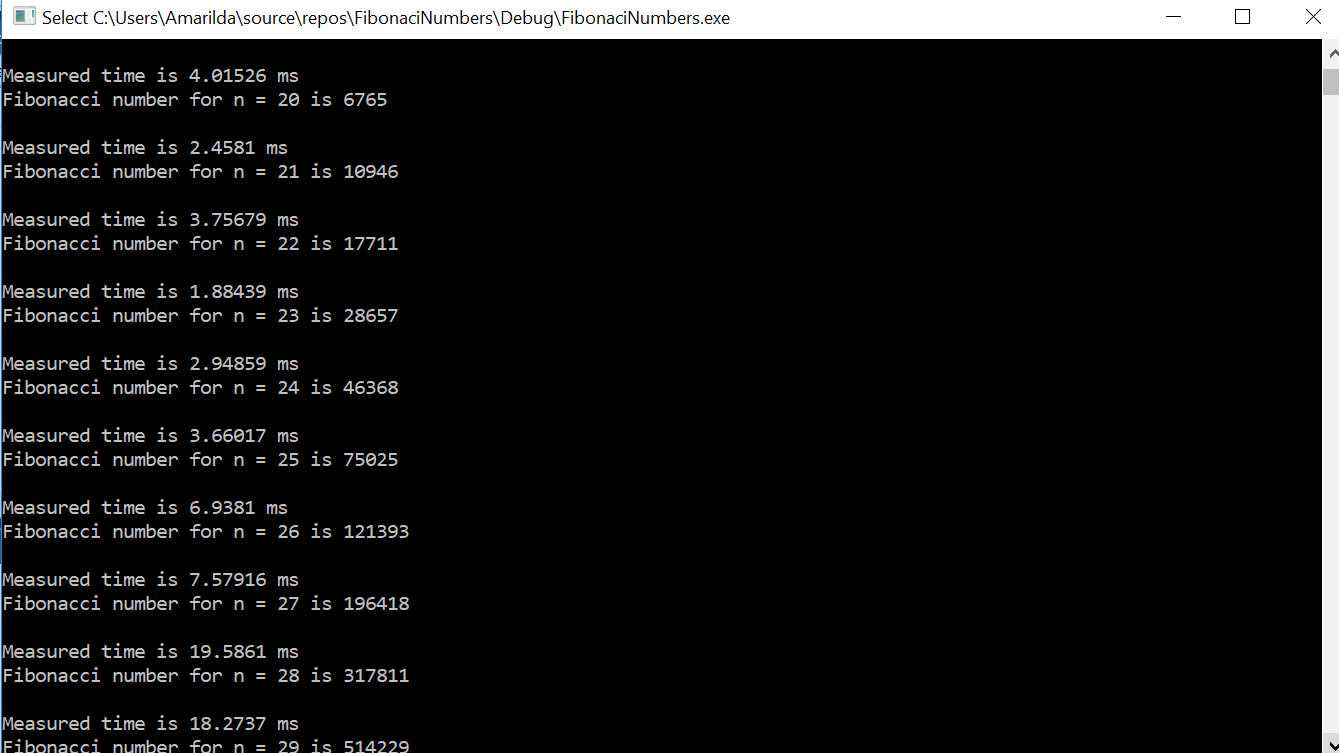 Select C:\Users\Amarilda\source\repos\FibonaciNumbers\Debug\FibonaciNumbers.exe
Measured time is 4.01526 ms
Fibonacci number for n = 20 is 6765
Measured time is 2.4581 ms
Fibonacci number for n = 21 is 10946
Measured time is 3.75679 ms
Fibonacci number for n = 22 is 17711
Measured time is 1.88439 ms
Fibonacci number for n = 23 is 28657
Measured time is 2.94859 ms
Fibonacci number for n = 24 is 46368
Measured time is 3.66017 ms
Fibonacci number for n = 25 is 75025
Measured time is 6.9381 ms
Fibonacci number for n = 26 is 121393
Measured time is 7.57916 ms
Fibonacci number for n = 27 is 196418
Measured time is 19.5861 ms
Fibonacci number for n = 28 is 317811
Measured time is 18.2737 ms
Fibonacci number for n = 29 is 514229